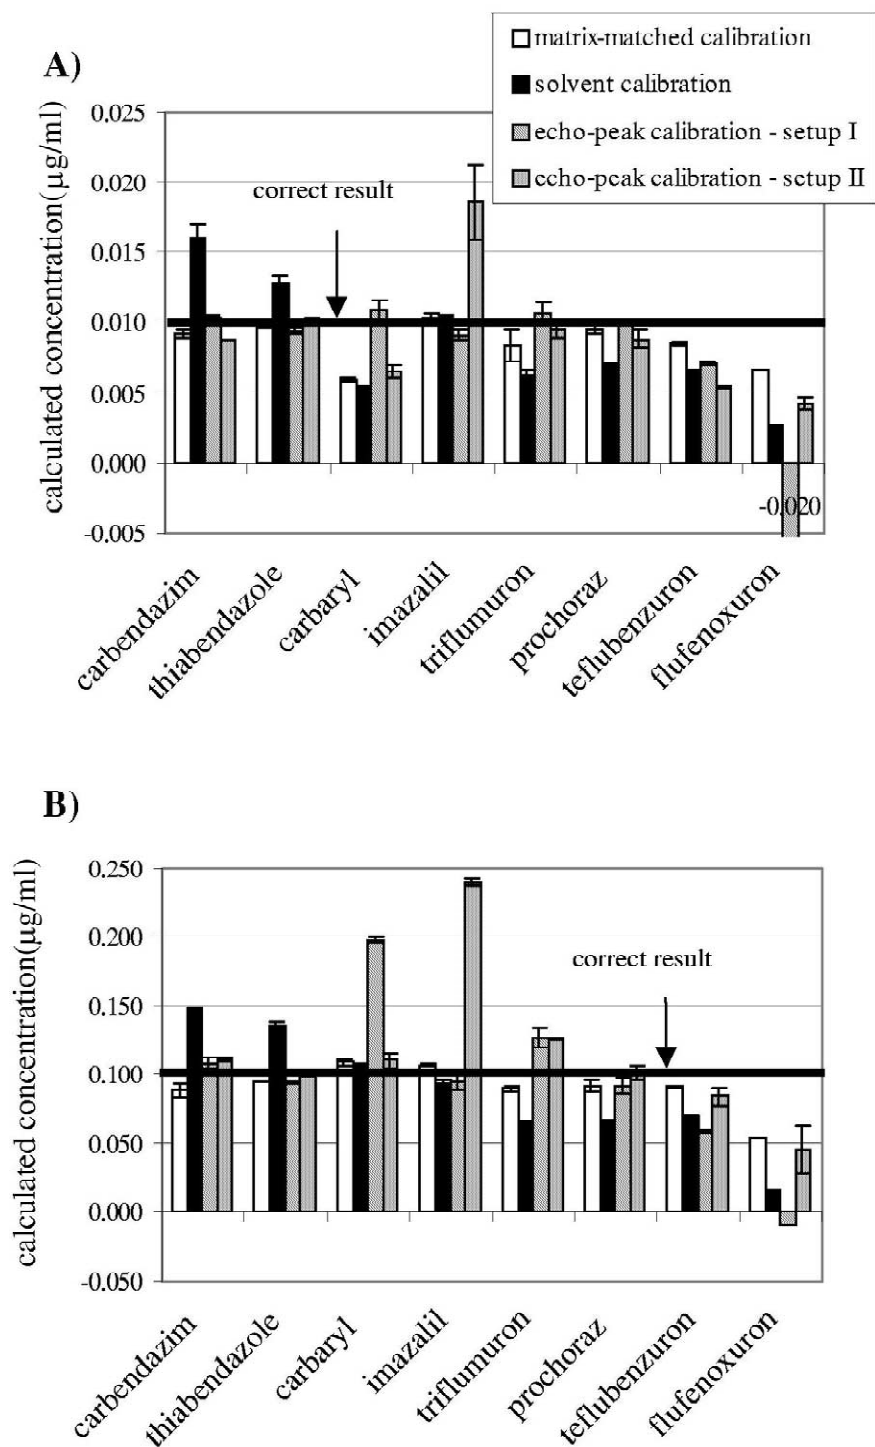 A)
matrix-matched calibration
solvent calibration
echo-peak calibration - setup I
echo-peak calibration - setup II
calculated concentration(µg/ml)
0.025
0.020
0.015
0.010
0.005
0.000
-0.005
correct result
-0.020
carbendazim
thiabendazole
carbaryl
imazalil
triflumuron
prochoraz
teflubenzuron
flufenoxuron
B)
calculated concentration(µg/ml)
0.250
0.200
0.150
0.100
0.050
0.000
-0.050
correct result
carbendazim
thiabendazole
carbaryl
imazalil
triflumuron
prochoraz
teflubenzuron
flufenoxuron